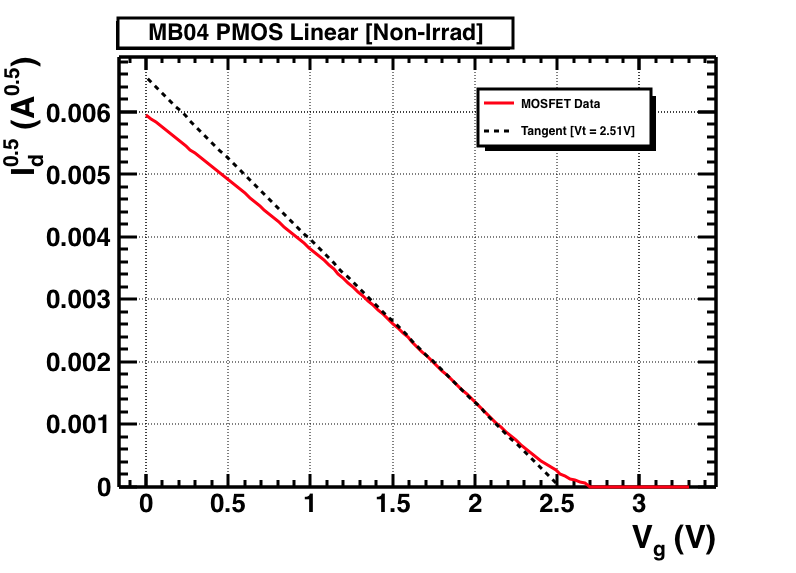 MB04 PMOS Linear [Non-Irrad]
I_d^0.5 (A^0.5)
MOSFET Data
Tangent [Vt = 2.51V]
0.006
0.005
0.004
0.003
0.002
0.001
0
0 0.5 1 1.5 2 2.5 3
V_g (V)